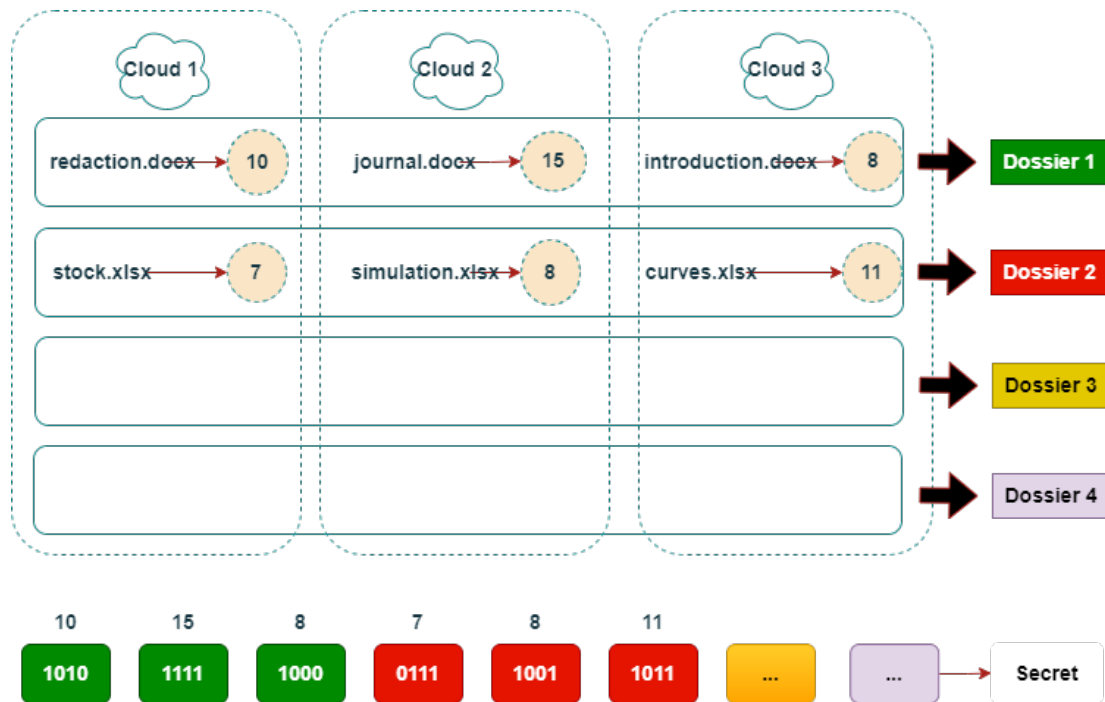 Cloud 1 Cloud 2 Cloud 3
redaction.docx 10 journal.docx 15 introduction.docx 8 Dossier 1
stock.xlsx 7 simulation.xlsx 8 curves.xlsx 11 Dossier 2
Dossier 3
Dossier 4
10 15 8 7 8 11
1010 1111 1000 0111 1001 1011 ... ... Secret